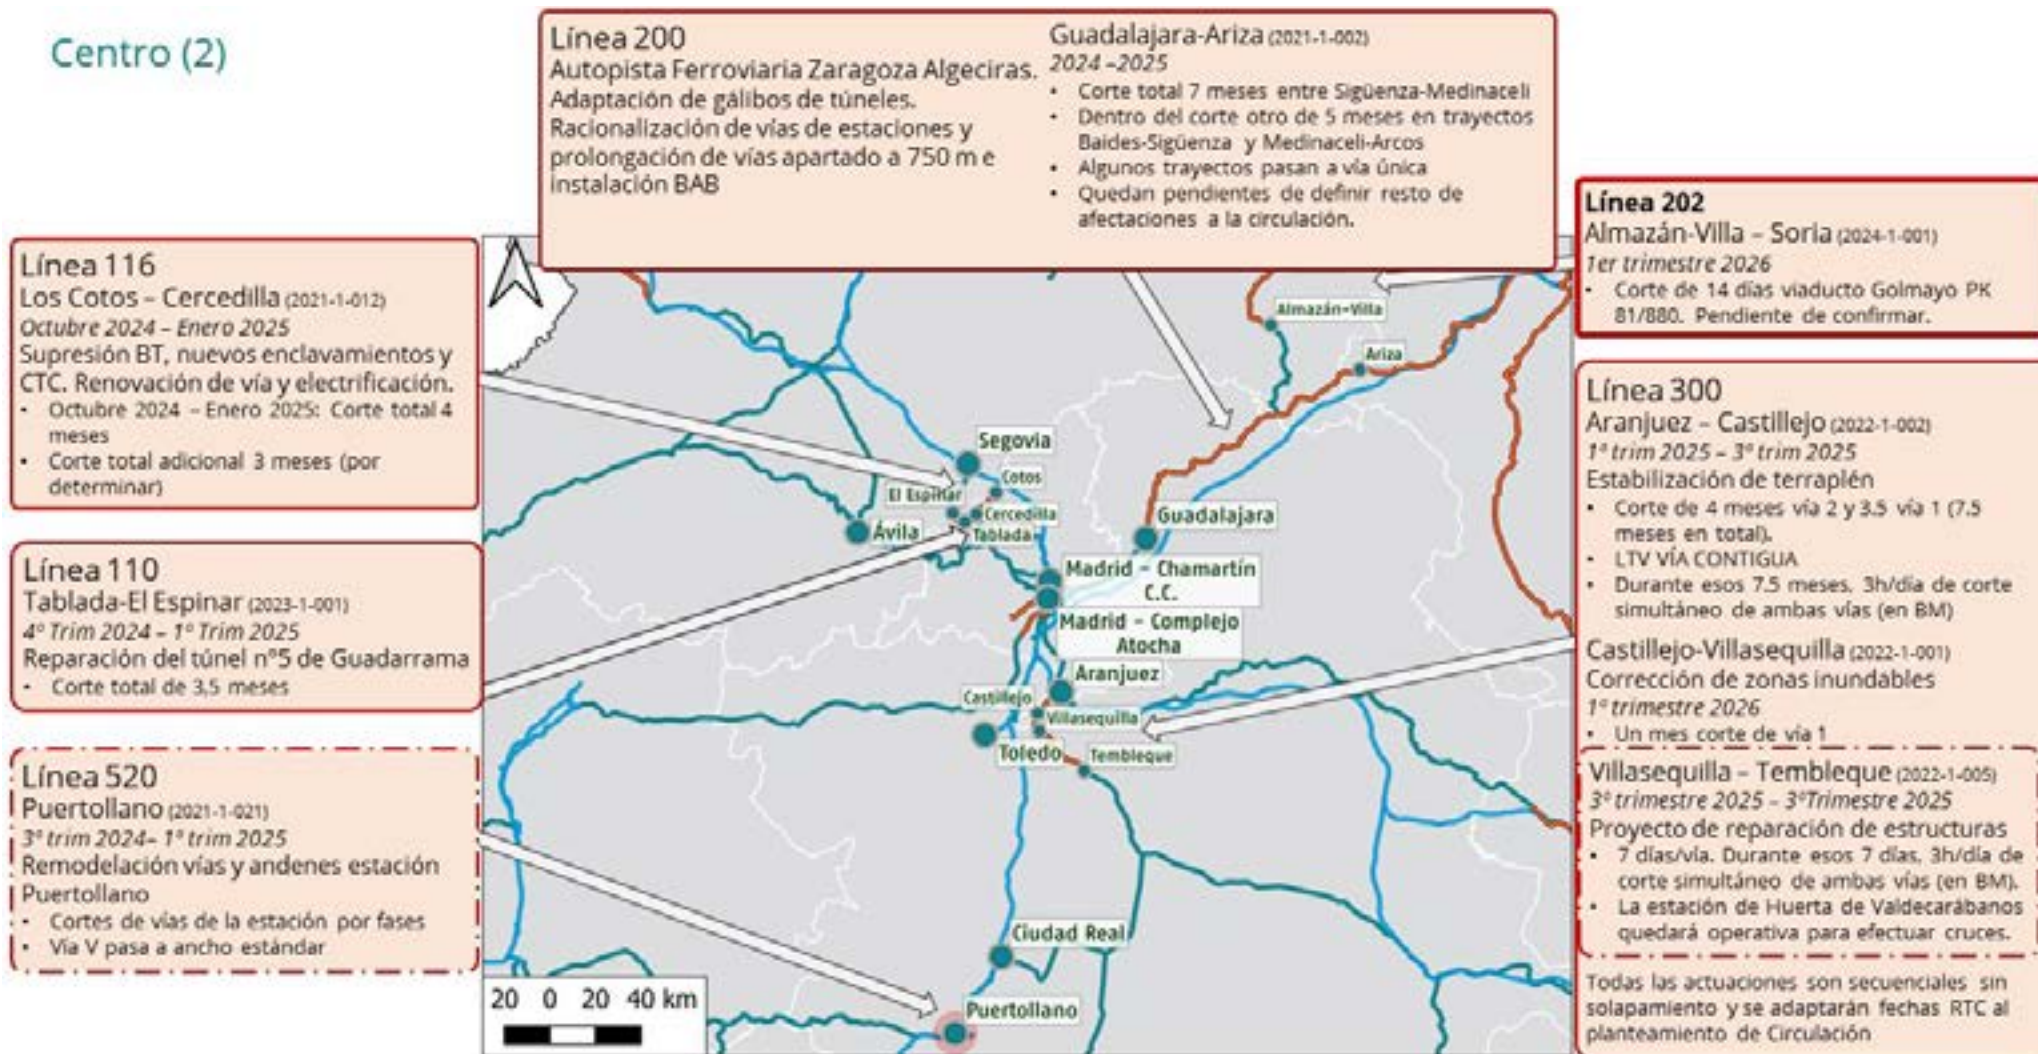 Centro (2)
Línea 200
Autopista Ferroviaria Zaragoza Algeciras.
Adaptación de gálibos de túneles.
Racionalización de vías de estaciones y
prolongación de vías apartado a 750 m e
instalación BAB
Guadalajara-Ariza (2021-1-002)
2024 –2025
• Corte total 7 meses entre Sigüenza-Medinaceli
• Dentro del corte otro de 5 meses en trayectos
Baides-Sigüenza y Medinaceli-Arcos
• Algunos trayectos pasan a vía única
• Quedan pendientes de definir resto de
afectaciones a la circulación.
Línea 116
Los Cotos – Cercedilla (2021-1-012)
Octubre 2024 – Enero 2025
Supresión BT, nuevos enclavamientos y
CTC. Renovación de vía y electrificación.
• Octubre 2024 – Enero 2025: Corte total 4
meses
• Corte total adicional 3 meses (por
determinar)
Línea 110
Tablada-El Espinar (2023-1-001)
4º Trim 2024 – 1º Trim 2025
Reparación del túnel nº5 de Guadarrama
• Corte total de 3,5 meses
Línea 520
Puertollano (2021-1-021)
3º trim 2024– 1º trim 2025
Remodelación vías y andenes estación
Puertollano
• Cortes de vías de la estación por fases
• Vía V pasa a ancho estándar
Línea 202
Almazán-Villa – Soria (2024-1-001)
1er trimestre 2026
• Corte de 14 días viaducto Golmayo PK
81/880. Pendiente de confirmar.
Línea 300
Aranjuez – Castillejo (2022-1-002)
1º trim 2025 – 3º trim 2025
Estabilización de terraplén
• Corte de 4 meses vía 2 y 3.5 vía 1 (7.5
meses en total).
• LTV VÍA CONTIGUA
• Durante esos 7.5 meses, 3h/día de corte
simultáneo de ambas vías (en BM)
Castillejo-Villasequilla (2022-1-001)
Corrección de zonas inundables
1º trimestre 2026
• Un mes corte de vía 1
Villasequilla – Tembleque (2022-1-005)
3º trimestre 2025 – 3ºTrimestre 2025
Proyecto de reparación de estructuras
• 7 días/vía. Durante esos 7 días, 3h/día de
corte simultáneo de ambas vías (en BM).
• La estación de Huerta de Valdecarábanos
quedará operativa para efectuar cruces.
Todas las actuaciones son secuenciales sin
solapamiento y se adaptarán fechas RTC al
planteamiento de Circulación
Almazán-Villa
Ariza
Segovia
Cotos
El Espinar
Cercedilla
Ávila
Tablada
Guadalajara
Madrid – Chamartín
C.C.
Madrid – Complejo
Atocha
Aranjuez
Castillejo
Villasequilla
Toledo
Tembleque
Ciudad Real
Puertollano
20 0 20 40 km